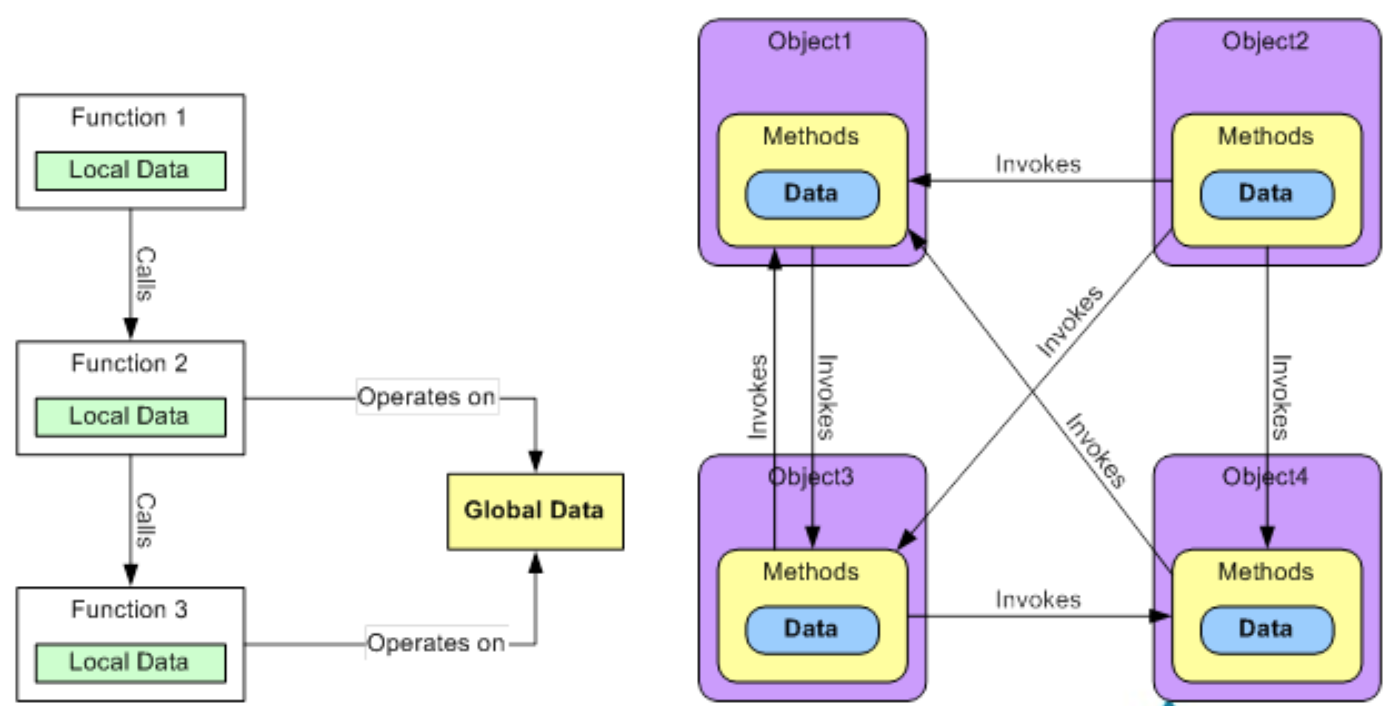 Function 1
Local Data
Calls
Function 2
Local Data
Operates on
Global Data
Calls
Function 3
Local Data
Operates on
Object1
Methods
Data
Invokes
Object2
Methods
Data
Invokes
Invokes
Invokes
Invokes
Invokes
Object3
Methods
Data
Invokes
Object4
Methods
Data